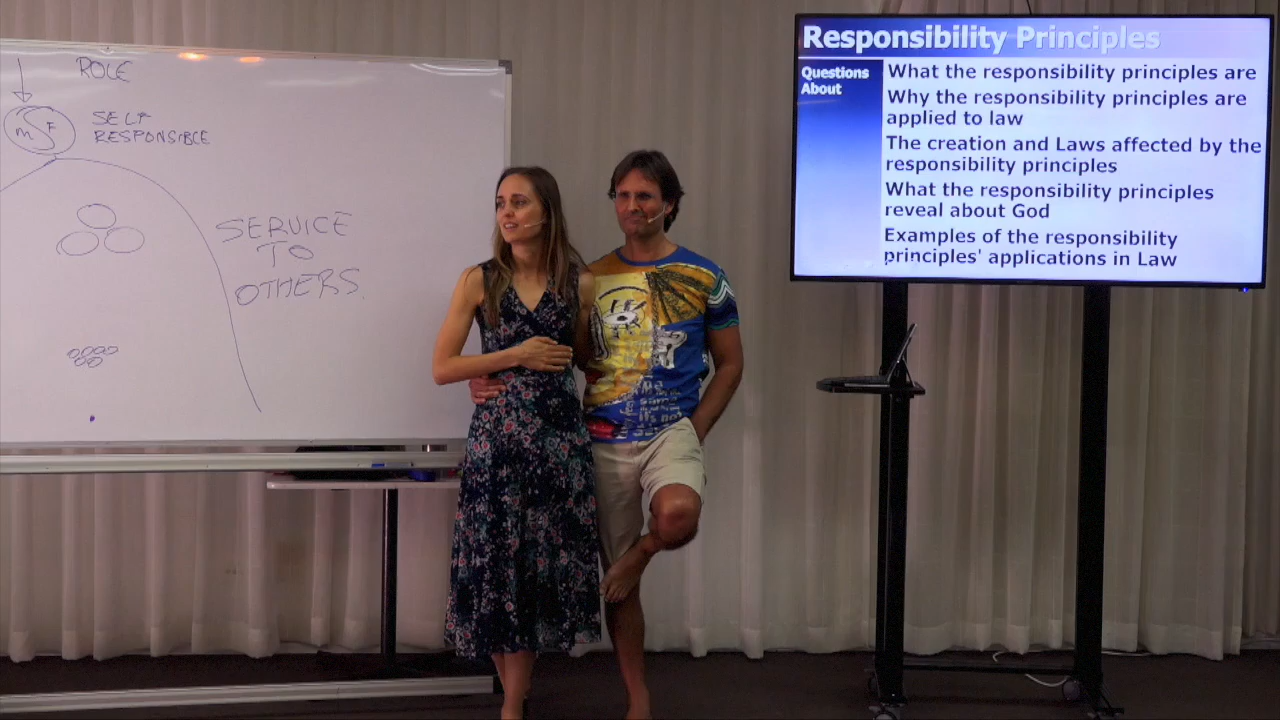 ROLE
m F
SELF
RESPONSIBLE
SERVICE
TO
OTHERS
Responsibility Principles
Questions
About
What the responsibility principles are
Why the responsibility principles are
applied to law
The creation and Laws affected by the
responsibility principles
What the responsibility principles
reveal about God
Examples of the responsibility
principles' applications in Law